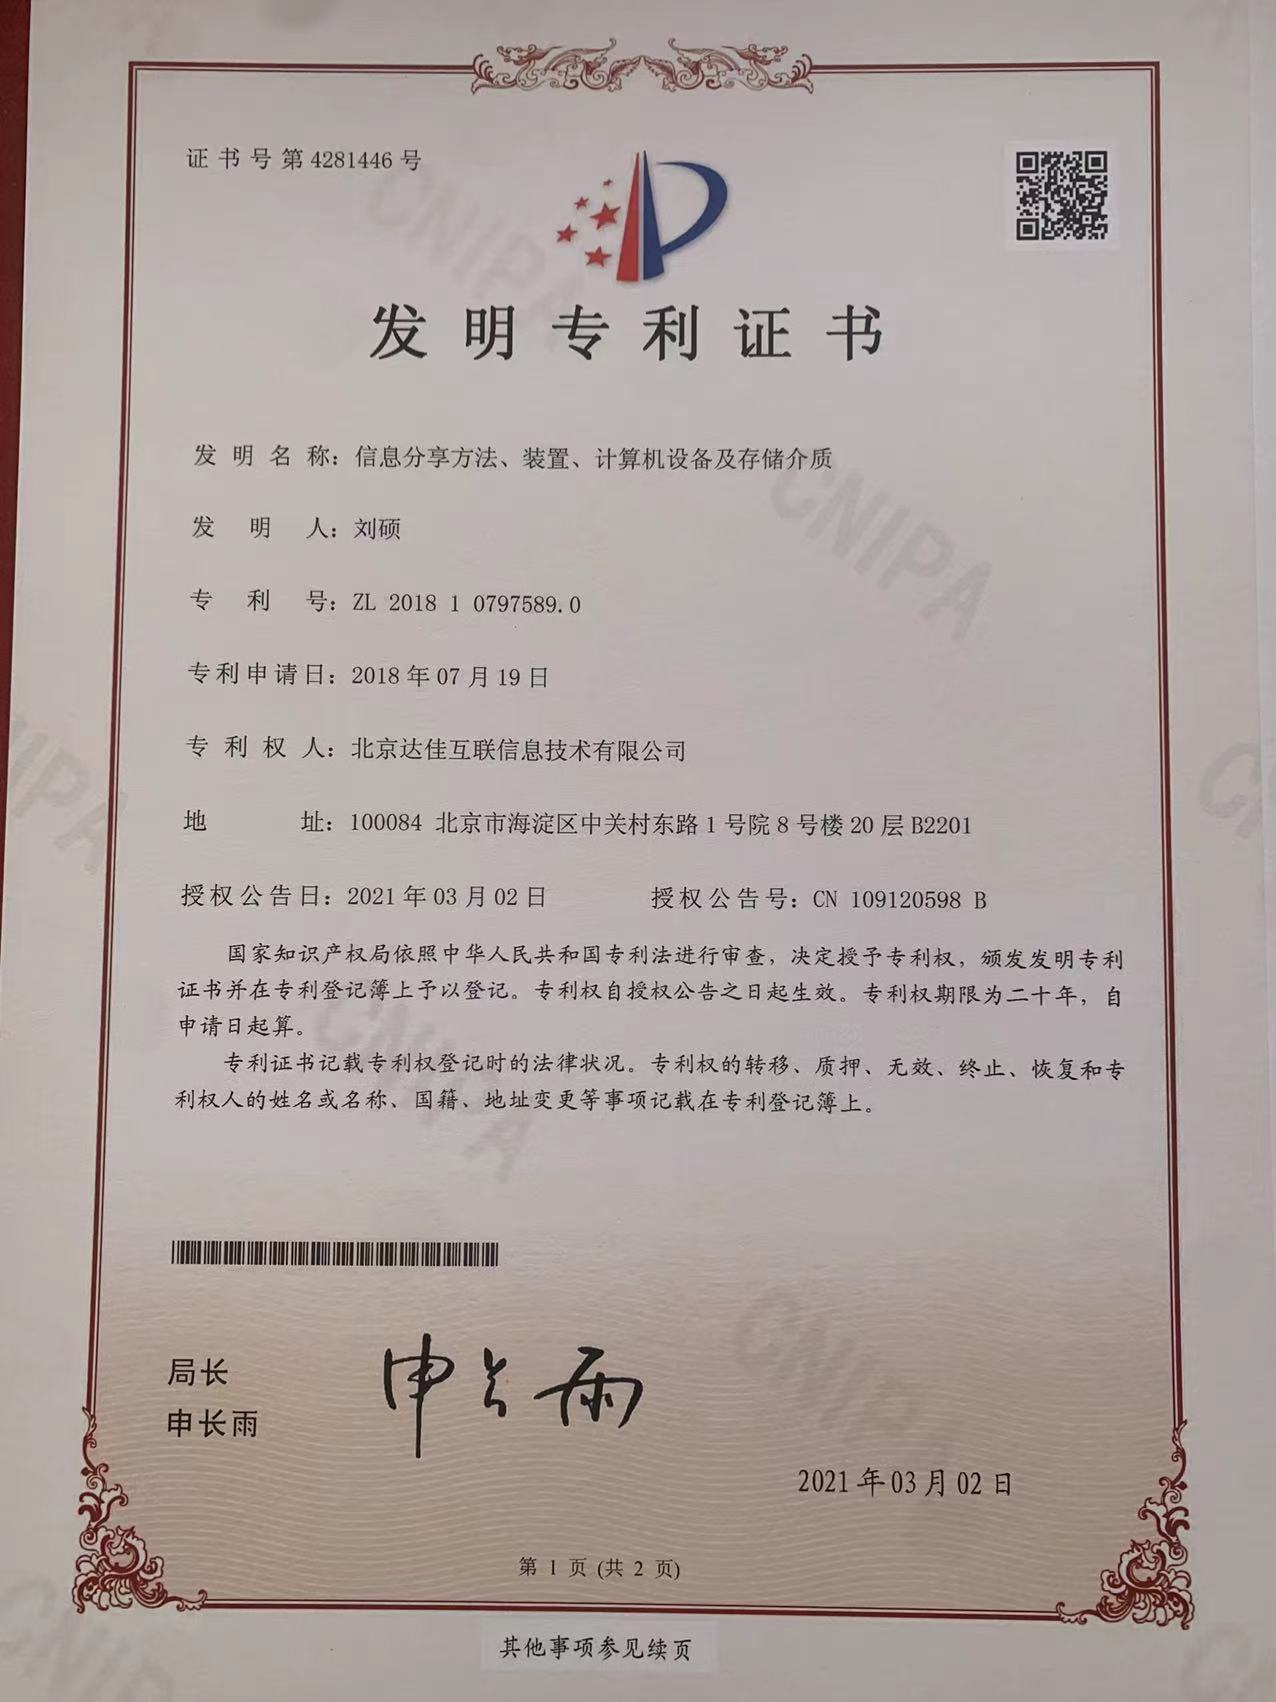 证书号第4281446号
发明专利证书
发明名称：信息分享方法、装置、计算机设备及存储介质
发明人：刘硕
专利号：ZL 2018 1 0797589.0
专利申请日：2018年07月19日
专利权人：北京达佳互联信息技术有限公司
地址：100084 北京市海淀区中关村东路1号院8号楼20层B2201
授权公告日：2021年03月02日 授权公告号：CN 109120598 B
国家知识产权局依照中华人民共和国专利法进行审查，决定授予专利权，颁发发明专利
证书并在专利登记簿上予以登记。专利权自授权公告之日起生效。专利权期限为二十年，自
申请日起算。
专利证书记载专利权登记时的法律状况。专利权的转移、质押、无效、终止、恢复和专
利权人的姓名或名称、国籍、地址变更等事项记载在专利登记簿上。
局长
申长雨
申长雨
2021年03月02日
第 1 页 (共 2 页)
其他事项参见续页
CNIPA
CNIPA
CNIPA
CNIPA
CNIPA
CNIPA